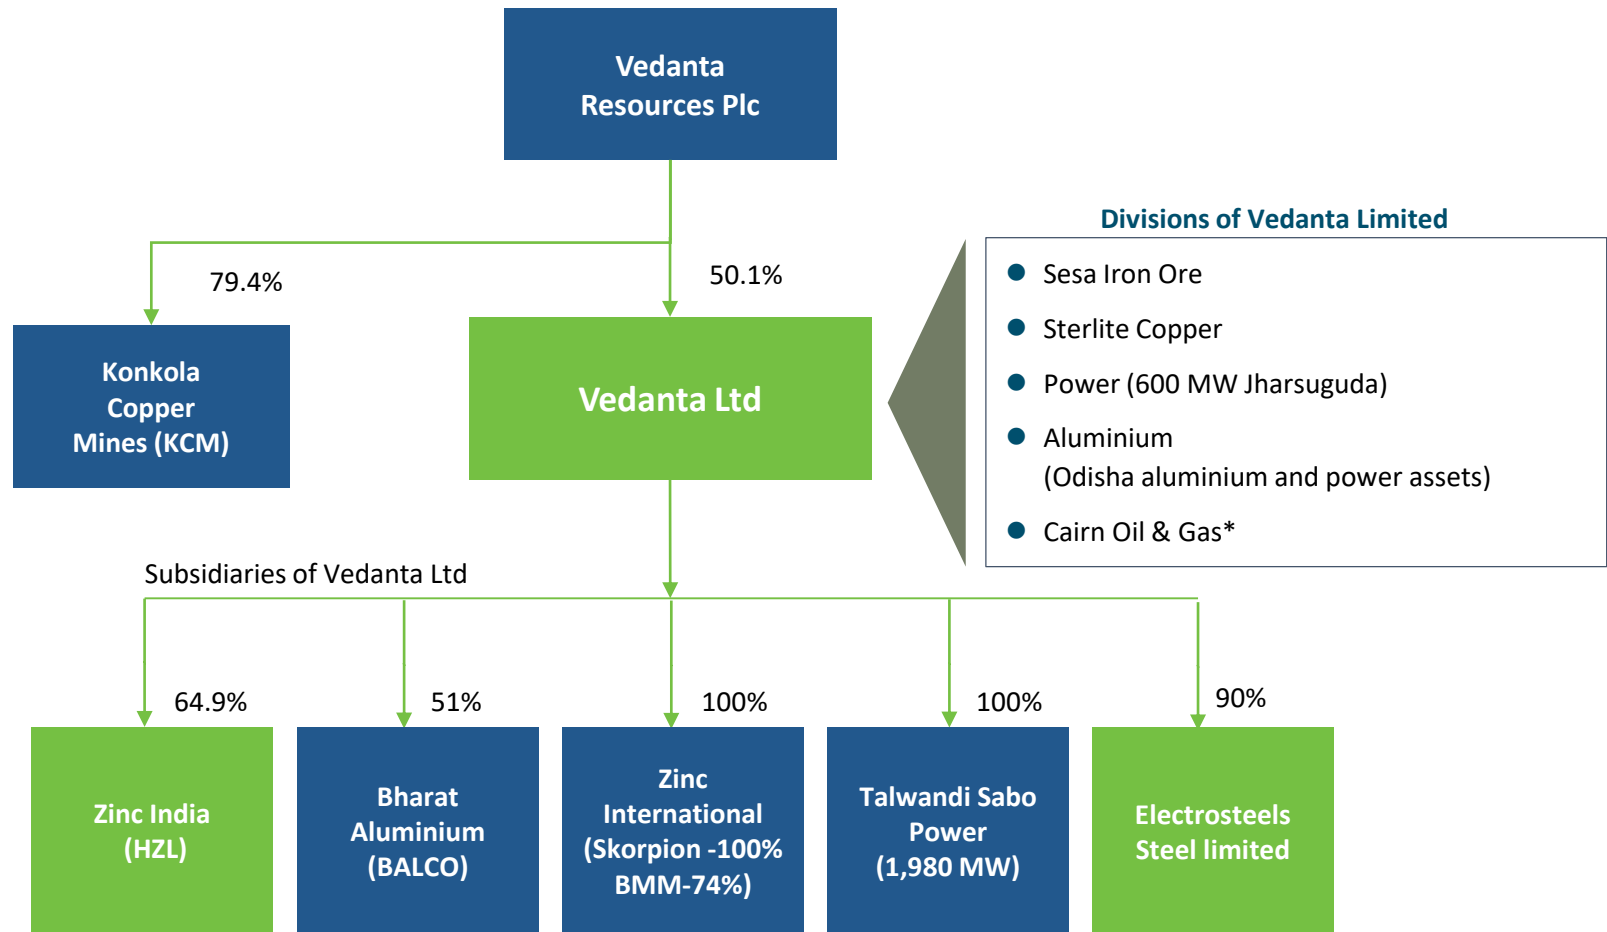 Vedanta
Resources Plc
79.4%
50.1%
Konkola
Copper
Mines (KCM)
Vedanta Ltd
Divisions of Vedanta Limited
Sesa Iron Ore
Sterlite Copper
Power (600 MW Jharsuguda)
Aluminium
(Odisha aluminium and power assets)
Cairn Oil & Gas*
Subsidiaries of Vedanta Ltd
64.9%
51%
100%
100%
90%
Zinc India
(HZL)
Bharat
Aluminium
(BALCO)
Zinc
International
(Skorpion -100%
BMM-74%)
Talwandi Sabo
Power
(1,980 MW)
Electrosteels
Steel limited